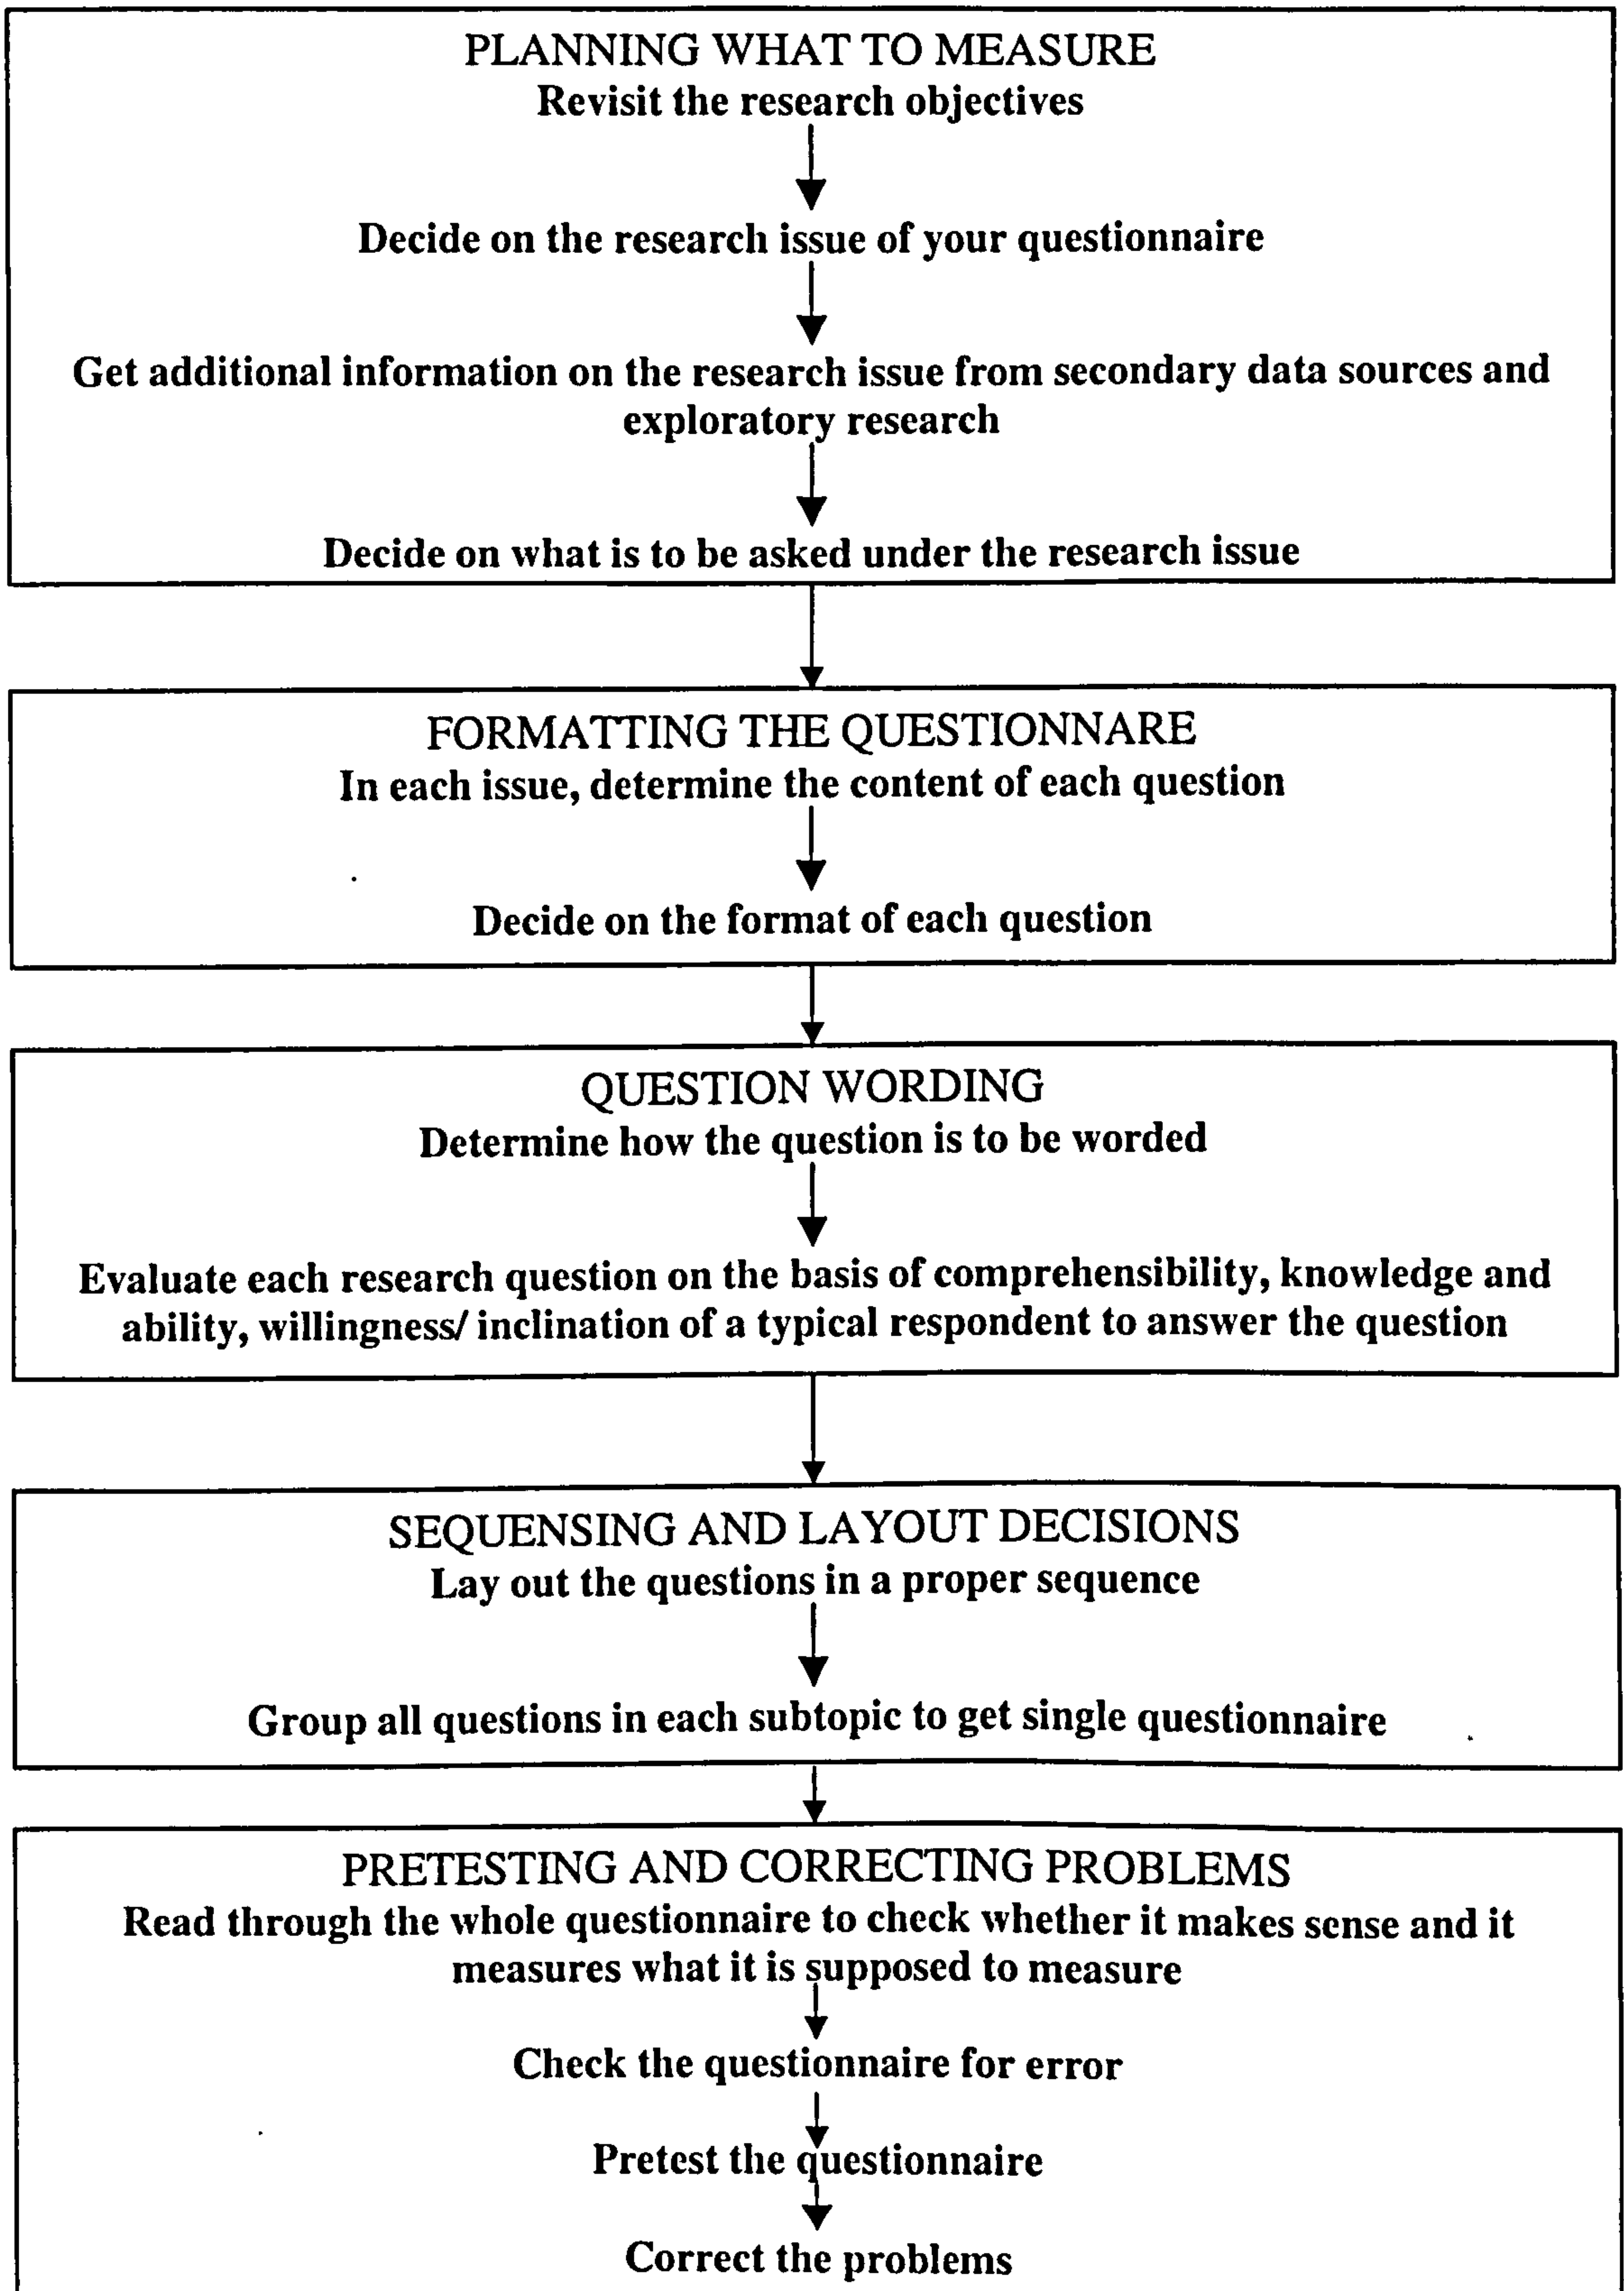 PLANNING WHAT TO MEASURE
Revisit the research objectives
Decide on the research issue of your questionnaire
Get additional information on the research issue from secondary data sources and
exploratory research
Decide on what is to be asked under the research issue
FORMATTING THE QUESTIONNARE
In each issue, determine the content of each question
Decide on the format of each question
QUESTION WORDING
Determine how the question is to be worded
Evaluate each research question on the basis of comprehensibility, knowledge and
ability, willingness/ inclination of a typical respondent to answer the question
SEQUENSING AND LAYOUT DECISIONS
Lay out the questions in a proper sequence
Group all questions in each subtopic to get single questionnaire
PRETESTING AND CORRECTING PROBLEMS
Read through the whole questionnaire to check whether it makes sense and it
measures what it is supposed to measure
Check the questionnaire for error
Pretest the questionnaire
Correct the problems